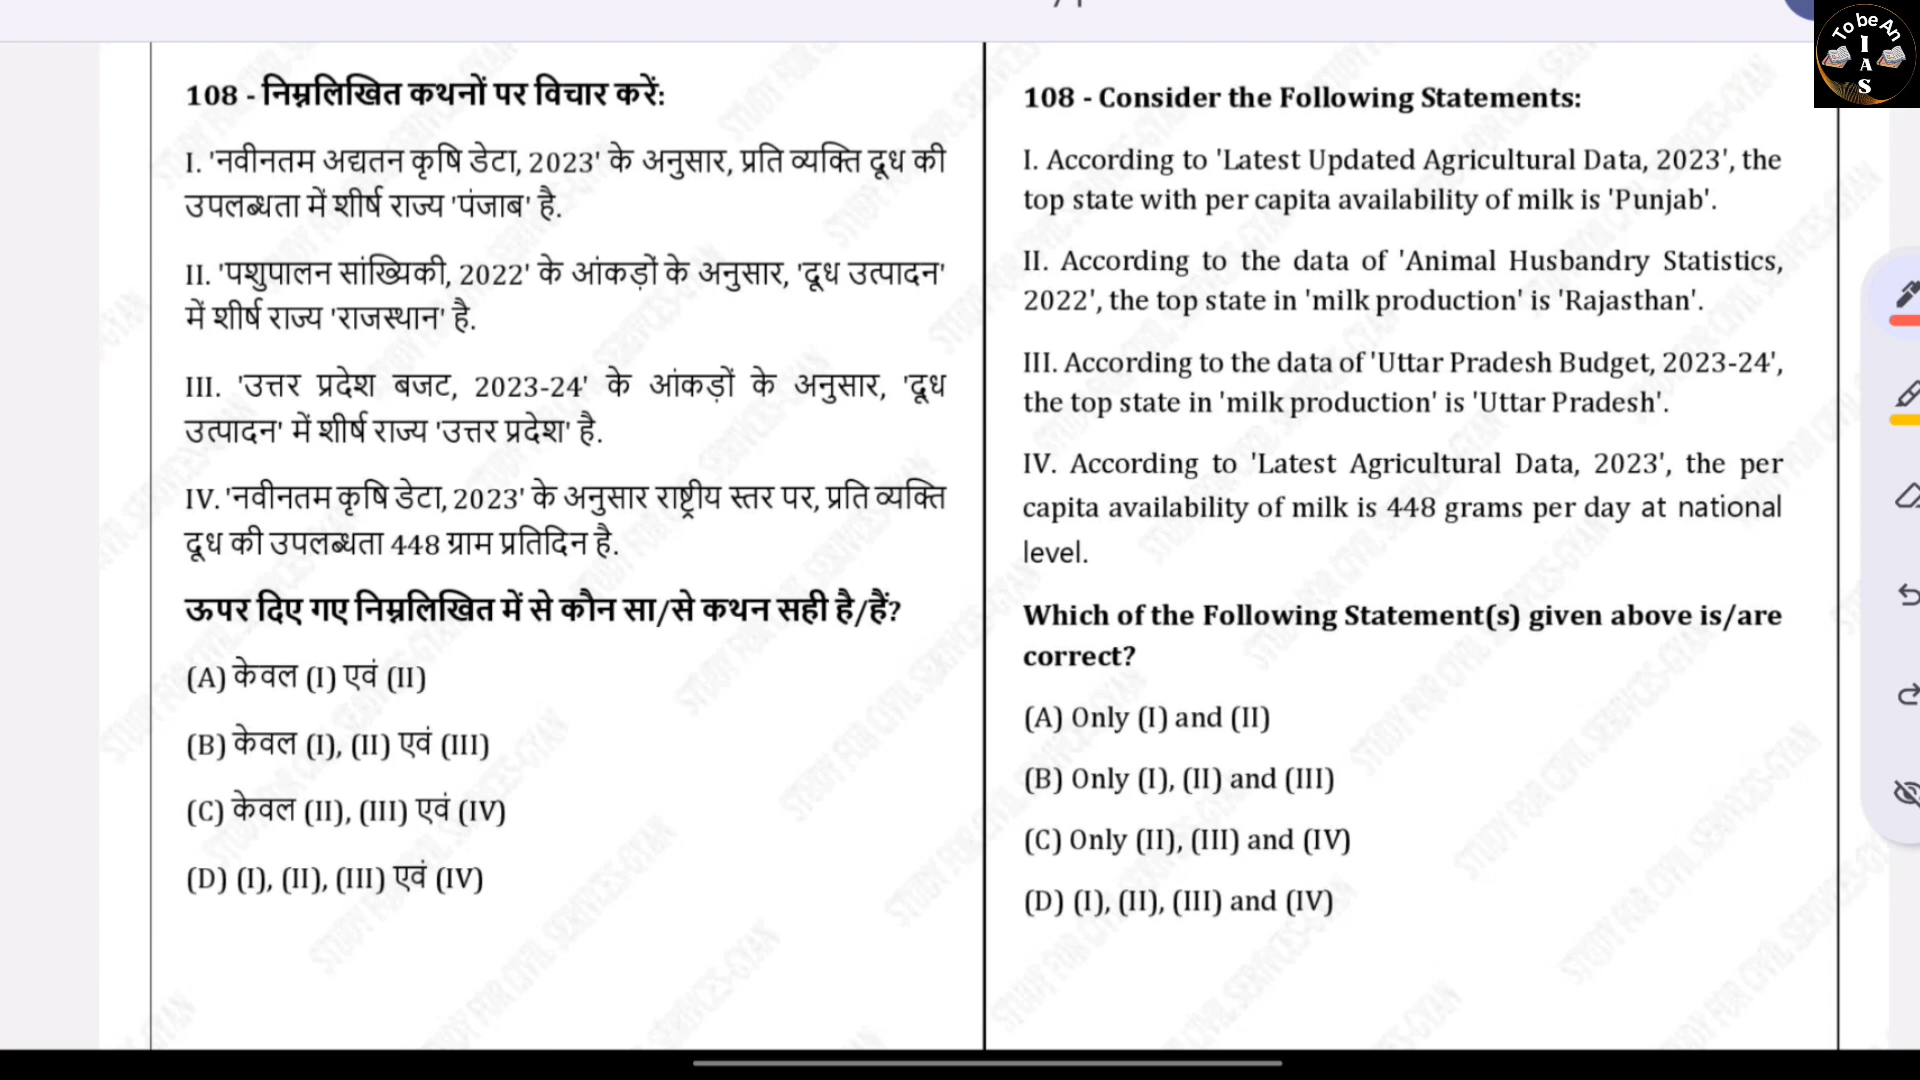 108 - निम्नलिखित कथनों पर विचार करें:
I. 'नवीनतम अद्यतन कृषि डेटा, 2023' के अनुसार, प्रति व्यक्ति दूध की
उपलब्धता में शीर्ष राज्य 'पंजाब' है.
II. 'पशुपालन सांख्यिकी, 2022' के आंकड़ों के अनुसार, 'दूध उत्पादन'
में शीर्ष राज्य 'राजस्थान' है.
III. 'उत्तर प्रदेश बजट, 2023-24' के आंकड़ों के अनुसार, 'दूध
उत्पादन' में शीर्ष राज्य 'उत्तर प्रदेश' है.
IV. 'नवीनतम कृषि डेटा, 2023' के अनुसार राष्ट्रीय स्तर पर, प्रति व्यक्ति
दूध की उपलब्धता 448 ग्राम प्रतिदिन है.
ऊपर दिए गए निम्नलिखित में से कौन सा/से कथन सही है/हैं?
(A) केवल (I) एवं (II)
(B) केवल (I), (II) एवं (III)
(C) केवल (II), (III) एवं (IV)
(D) (I), (II), (III) एवं (IV)
108 - Consider the Following Statements:
I. According to 'Latest Updated Agricultural Data, 2023', the
top state with per capita availability of milk is 'Punjab'.
II. According to the data of 'Animal Husbandry Statistics,
2022', the top state in 'milk production' is 'Rajasthan'.
III. According to the data of 'Uttar Pradesh Budget, 2023-24',
the top state in 'milk production' is 'Uttar Pradesh'.
IV. According to 'Latest Agricultural Data, 2023', the per
capita availability of milk is 448 grams per day at national
level.
Which of the Following Statement(s) given above is/are
correct?
(A) Only (I) and (II)
(B) Only (I), (II) and (III)
(C) Only (II), (III) and (IV)
(D) (I), (II), (III) and (IV)
To be An
I
A
S
STUDY FOR CIVIL SERVICES-GYAN